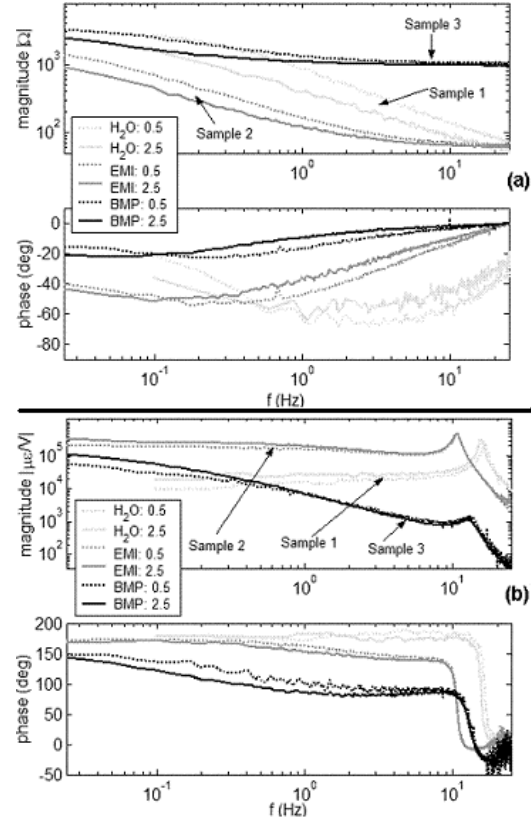 magnitude |Ω|
10³
10²
Sample 3
Sample 1
Sample 2
H₂O: 0.5
H₂O: 2.5
EMI: 0.5
EMI: 2.5
BMP: 0.5
BMP: 2.5
10⁰
10¹
(a)
phase (deg)
0
-20
-40
-60
-80
10⁻¹
10⁰
10¹
f (Hz)
magnitude |με/V|
10⁵
10⁴
10³
10²
Sample 2
Sample 1
Sample 3
H₂O: 0.5
H₂O: 2.5
EMI: 0.5
EMI: 2.5
BMP: 0.5
BMP: 2.5
10⁰
10¹
(b)
phase (deg)
200
150
100
50
0
-50
10⁻¹
10⁰
10¹
f (Hz)